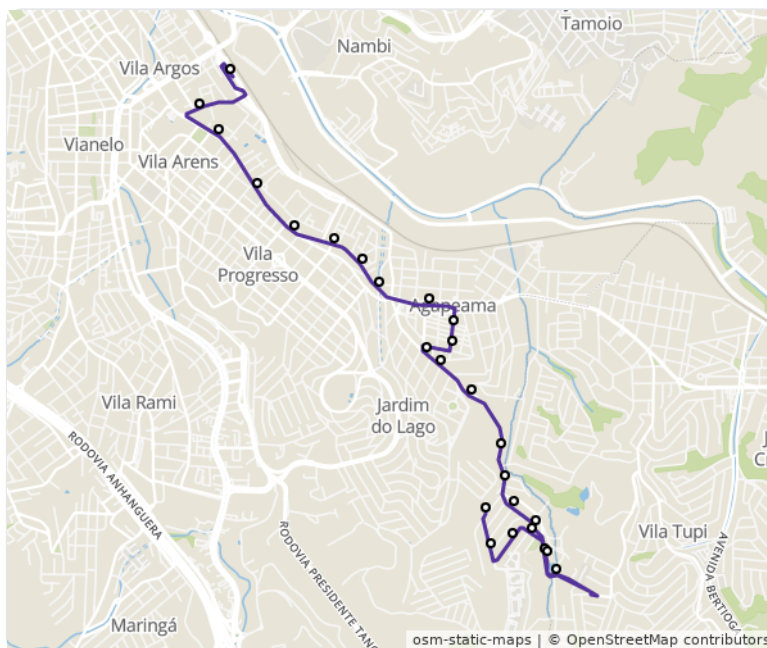 Tamoio
Nambi
Vila Argos
Vianelo
Vila Arens
Vila
Progresso
Agapeama
Vila Rami
Jardim
do Lago
RODOVIA ANHANGUERA
RODOVIA PRESIDENTE TANC
Vila Tupi
AVENIDA BERTIOGA
Maringá
osm-static-maps | © OpenStreetMap contributors